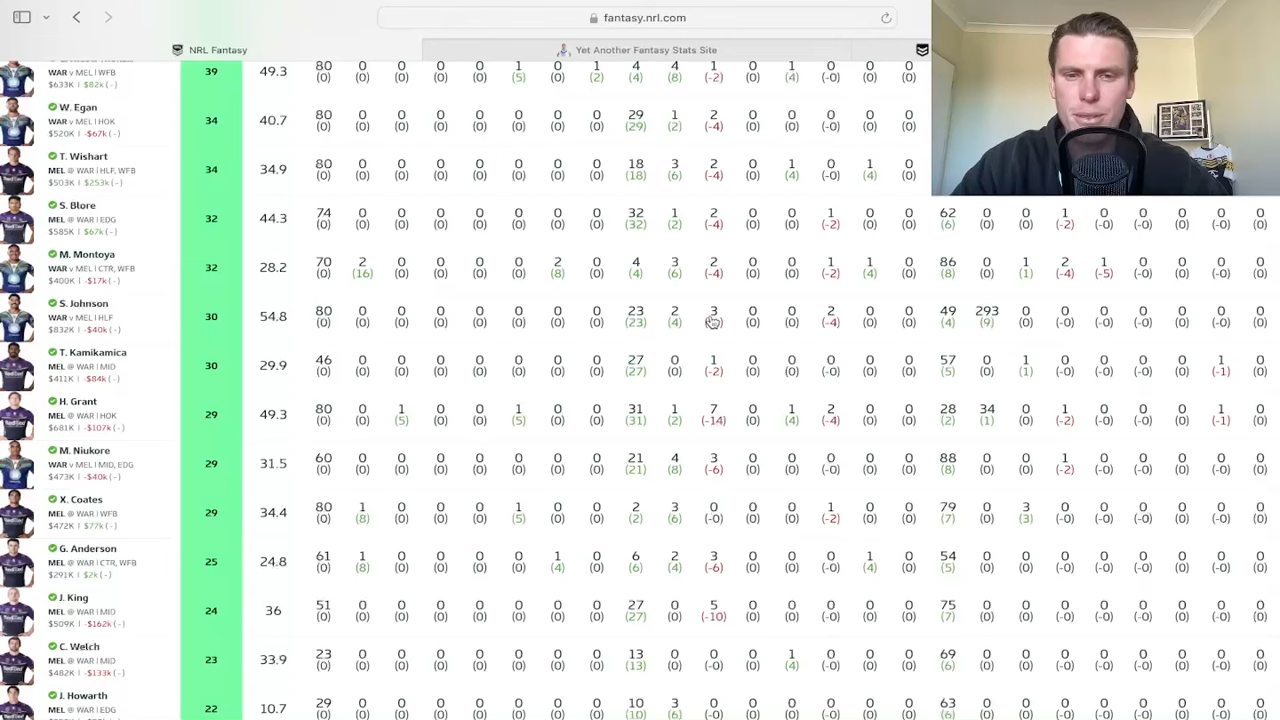 fantasy.nrl.com
NRL Fantasy
Yet Another Fantasy Stats Site
39 49.3 80 0 0 0 0 1 0 1 4 4 1 0 1 0 0
WAR v MEL | WFB (0) (0) (0) (0) (0) (5) (0) (2) (4) (8) (-2) (0) (4) (-0) (0) (0)
$633K | $82k (-)
W. Egan
WAR v MEL | HOK
$520K | -$67k (-)
34 40.7
80 0 0 0 0 0 0 0 29 1 2 0 0 0 0 0
(0) (0) (0) (0) (0) (0) (0) (0) (29) (2) (-4) (0) (0) (-0) (0) (0)
T. Wishart
MEL @ WAR | HLF, WFB
$503K | $253k (-)
34 34.9
80 0 0 0 0 0 0 0 18 3 2 0 1 0 1 0
(0) (0) (0) (0) (0) (0) (0) (0) (18) (6) (-4) (0) (4) (-0) (4) (0)
S. Blore
MEL @ WAR | EDG
$585K | $67k (-)
32 44.3
74 0 0 0 0 0 0 0 32 1 2 0 0 1 0 0 62 0 0 1 0 0 0 0 0
(0) (0) (0) (0) (0) (0) (0) (0) (32) (2) (-4) (0) (0) (-2) (0) (0) (6) (0) (0) (-2) (-0) (-0) (-0) (-0) (0)
M. Montoya
WAR v MEL | CTR, WFB
$400K | -$17k (-)
32 28.2
70 2 0 0 0 0 2 0 4 3 2 0 0 1 1 0 86 0 1 2 1 0 0 0 0
(0) (16) (0) (0) (0) (0) (8) (0) (4) (6) (-4) (0) (0) (-2) (4) (0) (8) (0) (1) (-4) (-5) (-0) (-0) (-0) (0)
S. Johnson
WAR v MEL | HLF
$832K | -$40k (-)
30 54.8
80 0 0 0 0 0 0 0 23 2 3 0 0 2 0 0 49 293 0 0 0 0 0 0 0
(0) (0) (0) (0) (0) (0) (0) (0) (23) (4) (0) (0) (-4) (0) (0) (4) (9) (0) (-0) (-0) (-0) (-0) (-0) (0)
T. Kamikamica
MEL @ WAR | MID
$411K | -$84k (-)
30 29.9
46 0 0 0 0 0 0 0 27 0 1 0 0 0 0 0 57 0 1 0 0 0 0 1 0
(0) (0) (0) (0) (0) (0) (0) (0) (27) (0) (-2) (0) (0) (-0) (0) (0) (5) (0) (1) (-0) (-0) (-0) (-0) (-1) (0)
H. Grant
MEL @ WAR | HOK
$681K | -$107k (-)
29 49.3
80 0 1 0 0 1 0 0 31 1 7 0 1 2 0 0 28 34 0 1 0 0 0 1 0
(0) (0) (5) (0) (0) (5) (0) (0) (31) (2) (-14) (0) (4) (-4) (0) (0) (2) (1) (0) (-2) (-0) (-0) (-0) (-1) (0)
M. Niukore
WAR v MEL | MID, EDG
$473K | -$40k (-)
29 31.5
60 0 0 0 0 0 0 0 21 4 3 0 0 0 0 0 88 0 0 1 0 0 0 0 0
(0) (0) (0) (0) (0) (0) (0) (0) (21) (8) (-6) (0) (0) (-0) (0) (0) (8) (0) (0) (-2) (-0) (-0) (-0) (-0) (0)
X. Coates
MEL @ WAR | WFB
$472K | $77k (-)
29 34.4
80 1 0 0 0 1 0 0 2 3 0 0 0 1 0 0 79 0 3 0 0 0 0 0 0
(0) (8) (0) (0) (0) (5) (0) (0) (2) (6) (-0) (0) (0) (-2) (0) (0) (7) (0) (3) (-0) (-0) (-0) (-0) (-0) (0)
G. Anderson
MEL @ WAR | CTR, WFB
$291K | $2k (-)
25 24.8
61 1 0 0 0 0 1 0 6 2 3 0 0 0 1 0 54 0 0 0 0 0 0 0 0
(0) (8) (0) (0) (0) (0) (4) (0) (6) (4) (-6) (0) (0) (-0) (4) (0) (5) (0) (0) (-0) (-0) (-0) (-0) (-0) (0)
J. King
MEL @ WAR | MID
$509K | -$162k (-)
24 36
51 0 0 0 0 0 0 0 27 0 5 0 0 0 0 0 75 0 0 0 0 0 0 0 0
(0) (0) (0) (0) (0) (0) (0) (0) (27) (0) (-10) (0) (0) (-0) (0) (0) (7) (0) (0) (-0) (-0) (-0) (-0) (-0) (0)
C. Welch
MEL @ WAR | MID
$482K | -$133k (-)
23 33.9
23 0 0 0 0 0 0 0 13 0 0 0 1 0 0 0 69 0 0 0 0 0 0 0 0
(0) (0) (0) (0) (0) (0) (0) (0) (13) (0) (-0) (0) (4) (-0) (0) (0) (6) (0) (0) (-0) (-0) (-0) (-0) (-0) (0)
J. Howarth
MEL @ WAR | EDG
22 10.7
29 0 0 0 0 0 0 0 10 3 0 0 0 0 0 0 63 0 0 0 0 0 0 0 0
(0) (0) (0) (0) (0) (0) (0) (0) (10) (6) (-0) (0) (0) (-0) (0) (0) (6) (0) (0) (-0) (-0) (-0) (-0) (-0) (0)